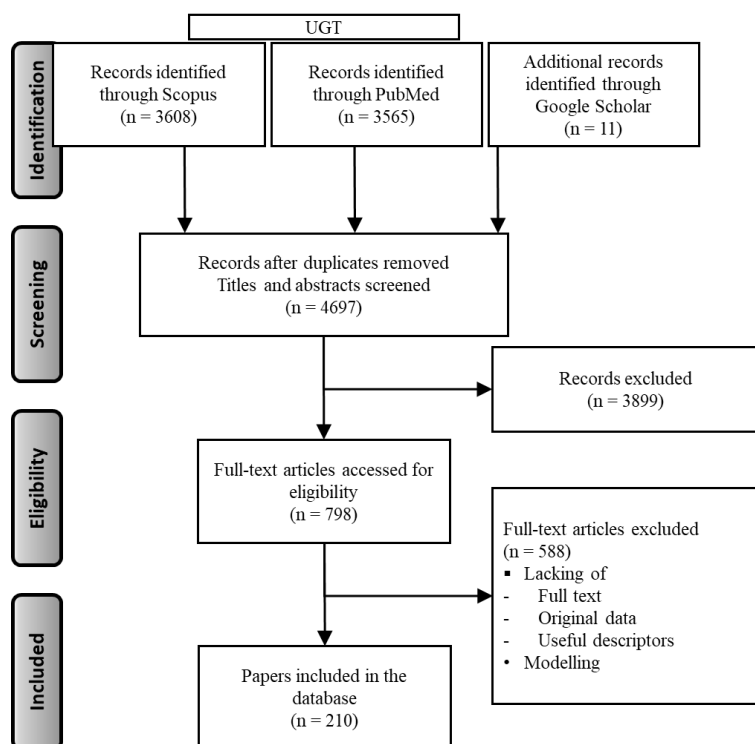 UGT
Identification
Records identified
through Scopus
(n = 3608)
Records identified
through PubMed
(n = 3565)
Additional records
identified through
Google Scholar
(n = 11)
Screening
Records after duplicates removed
Titles and abstracts screened
(n = 4697)
Records excluded
(n = 3899)
Eligibility
Full-text articles accessed for
eligibility
(n = 798)
Full-text articles excluded
(n = 588)
▪ Lacking of
- Full text
- Original data
- Useful descriptors
• Modelling
Included
Papers included in the
database
(n = 210)